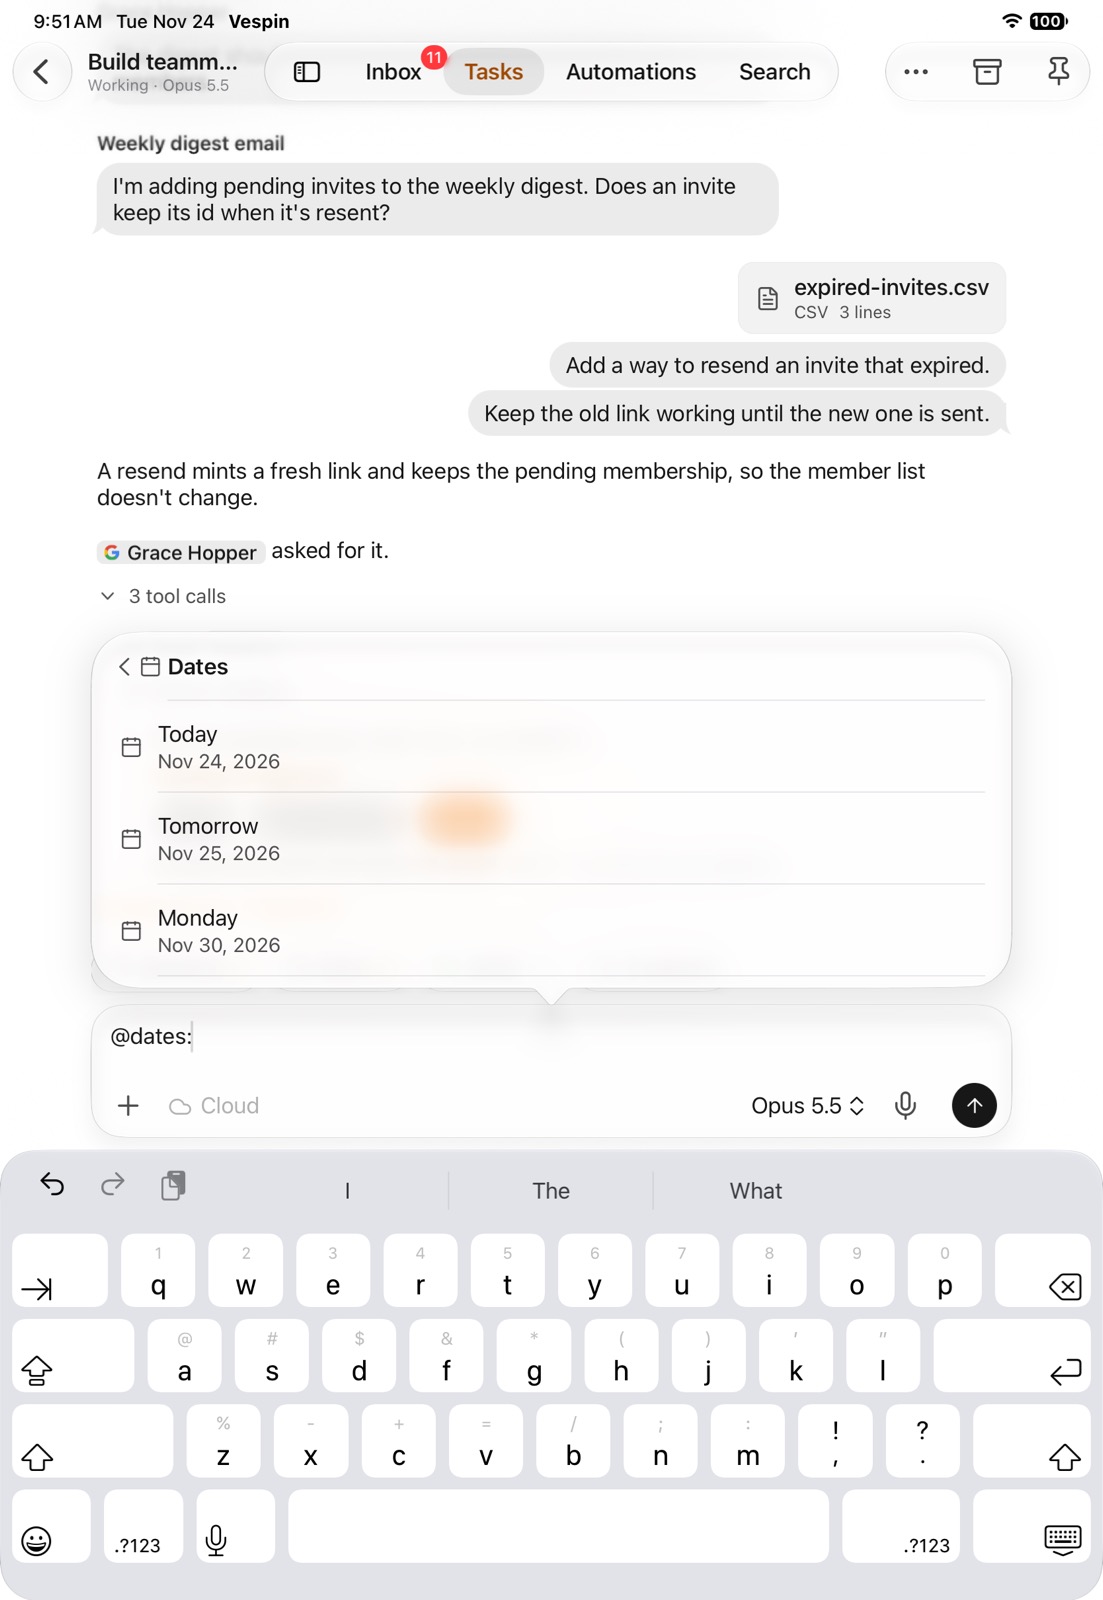 9:51 AM Tue Nov 24 Vespin
100
Build teamm...
Working · Opus 5.5
Inbox
11
Tasks
Automations
Search
Weekly digest email
I'm adding pending invites to the weekly digest. Does an invite
keep its id when it's resent?
expired-invites.csv
CSV 3 lines
Add a way to resend an invite that expired.
Keep the old link working until the new one is sent.
A resend mints a fresh link and keeps the pending membership, so the member list
doesn't change.
Grace Hopper asked for it.
3 tool calls
Dates
Today
Nov 24, 2026
Tomorrow
Nov 25, 2026
Monday
Nov 30, 2026
@dates:
Cloud
Opus 5.5
I The What
1 2 3 4 5 6 7 8 9 0
q w e r t y u i o p
@ # $ & * ( ) ' "
a s d f g h j k l
% - + = / ; : ! ?
z x c v b n m , .
.?123 .?123